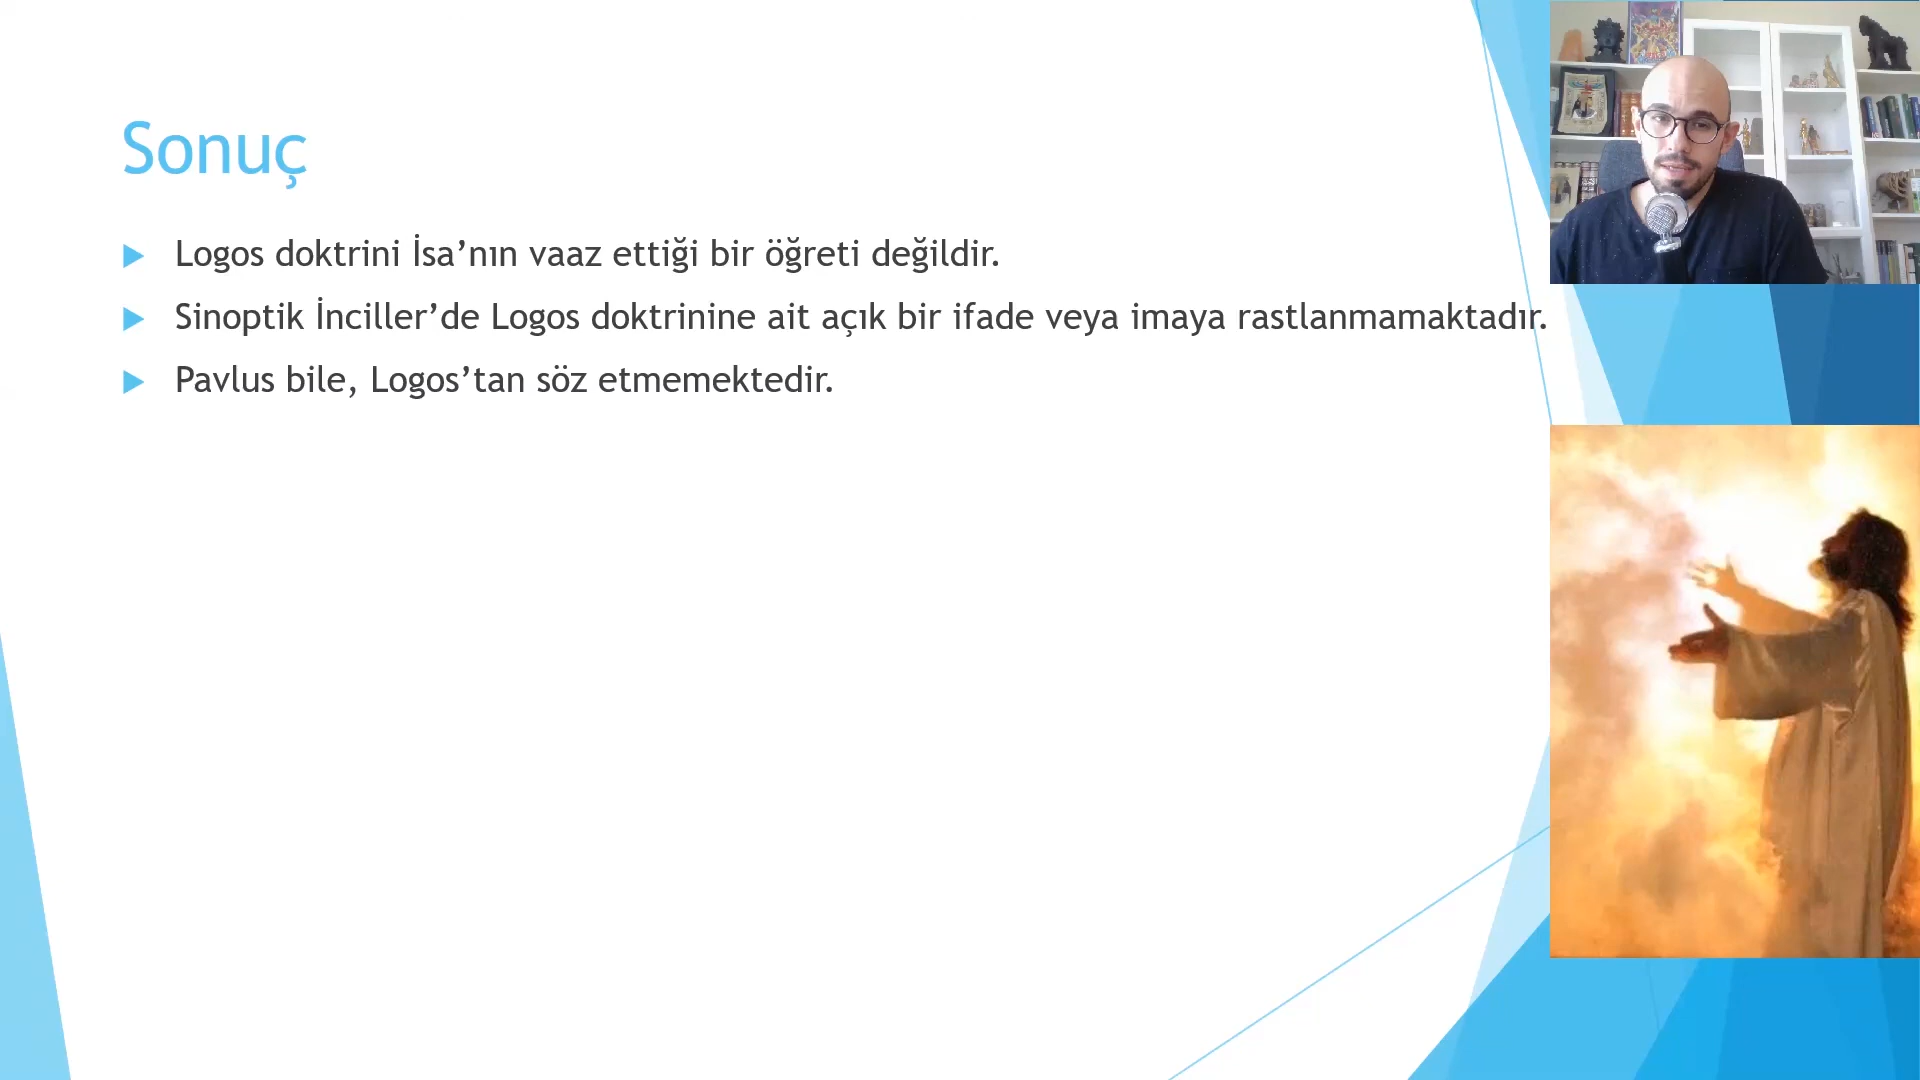 Sonuç
Logos doktrini İsa’nın vaaz ettiği bir öğreti değildir.
Sinoptik İnciller’de Logos doktrinine ait açık bir ifade veya imaya rastlanmamaktadır.
Pavlus bile, Logos’tan söz etmemektedir.